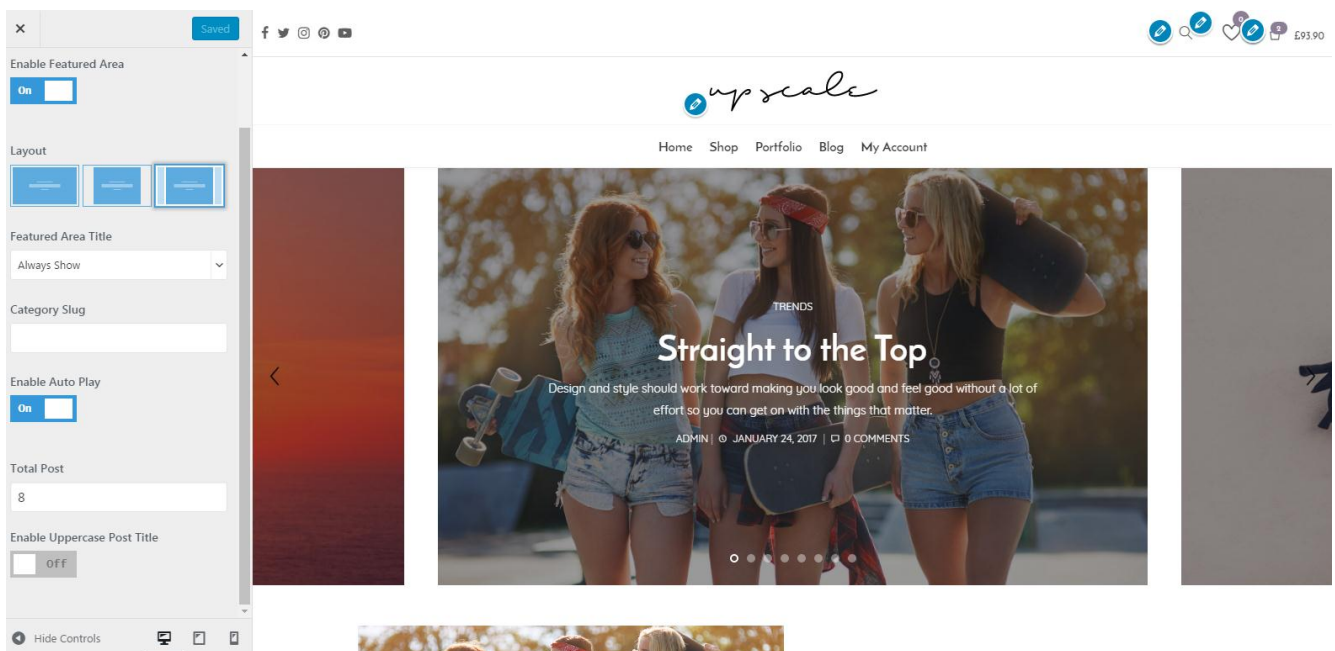 Saved
Enable Featured Area
On
Layout
Featured Area Title
Always Show
Category Slug
Enable Auto Play
On
Total Post
8
Enable Uppercase Post Title
Off
Hide Controls
0
2
£93.90
upscale
Home Shop Portfolio Blog My Account
TRENDS
Straight to the Top
Design and style should work toward making you look good and feel good without a lot of
effort so you can get on with the things that matter.
ADMIN | JANUARY 24, 2017 | 0 COMMENTS